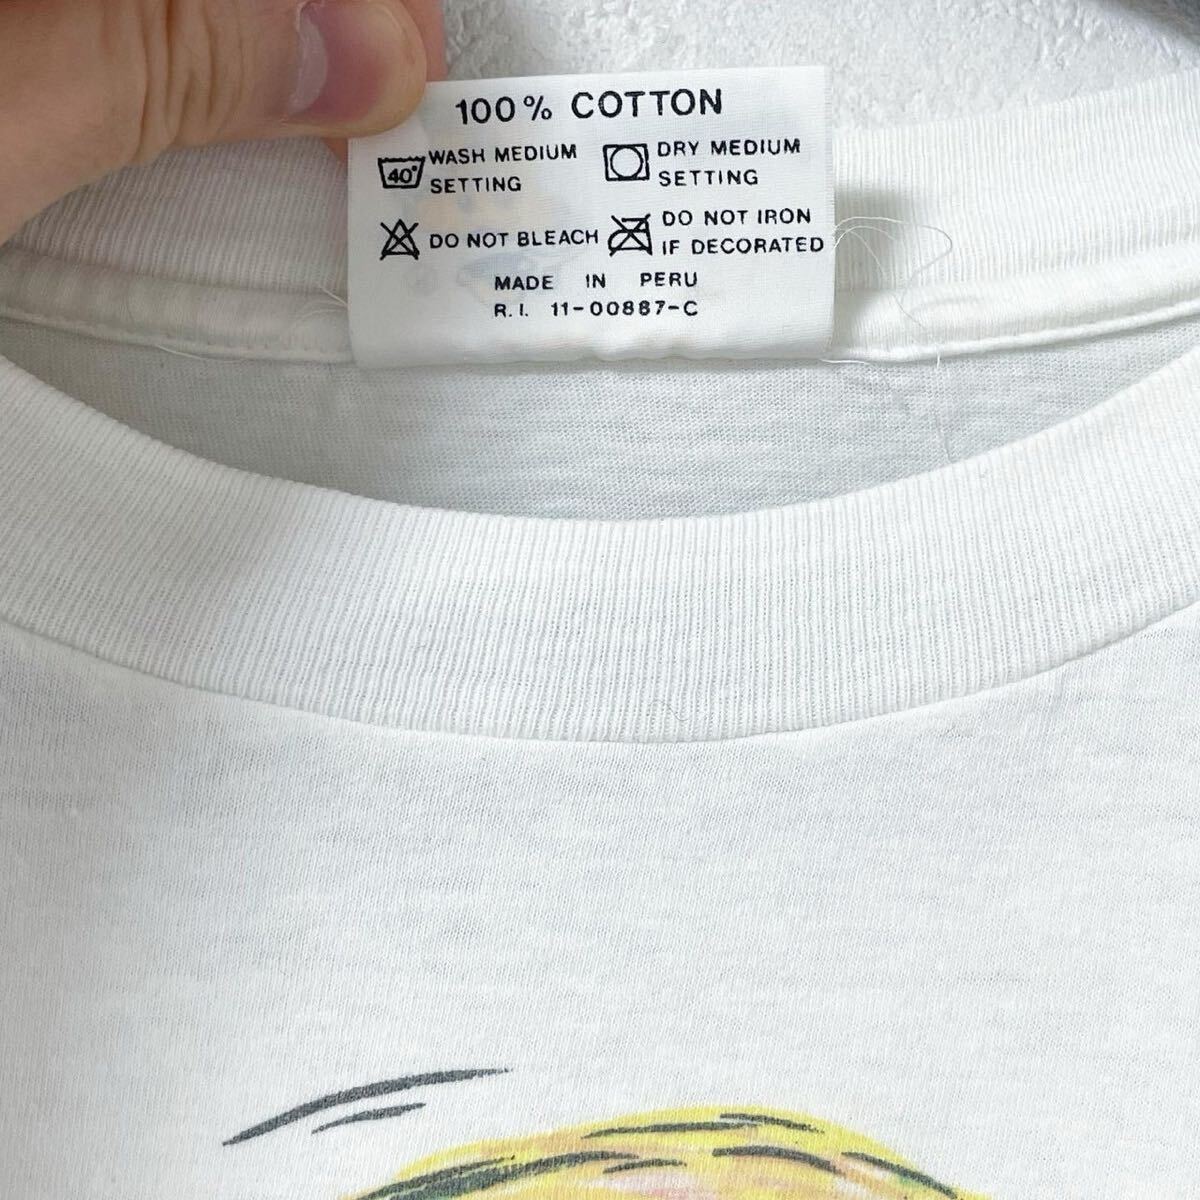 100% COTTON
40° WASH MEDIUM SETTING
DRY MEDIUM SETTING
DO NOT BLEACH
DO NOT IRON IF DECORATED
MADE IN PERU
R.I. 11-00887-C